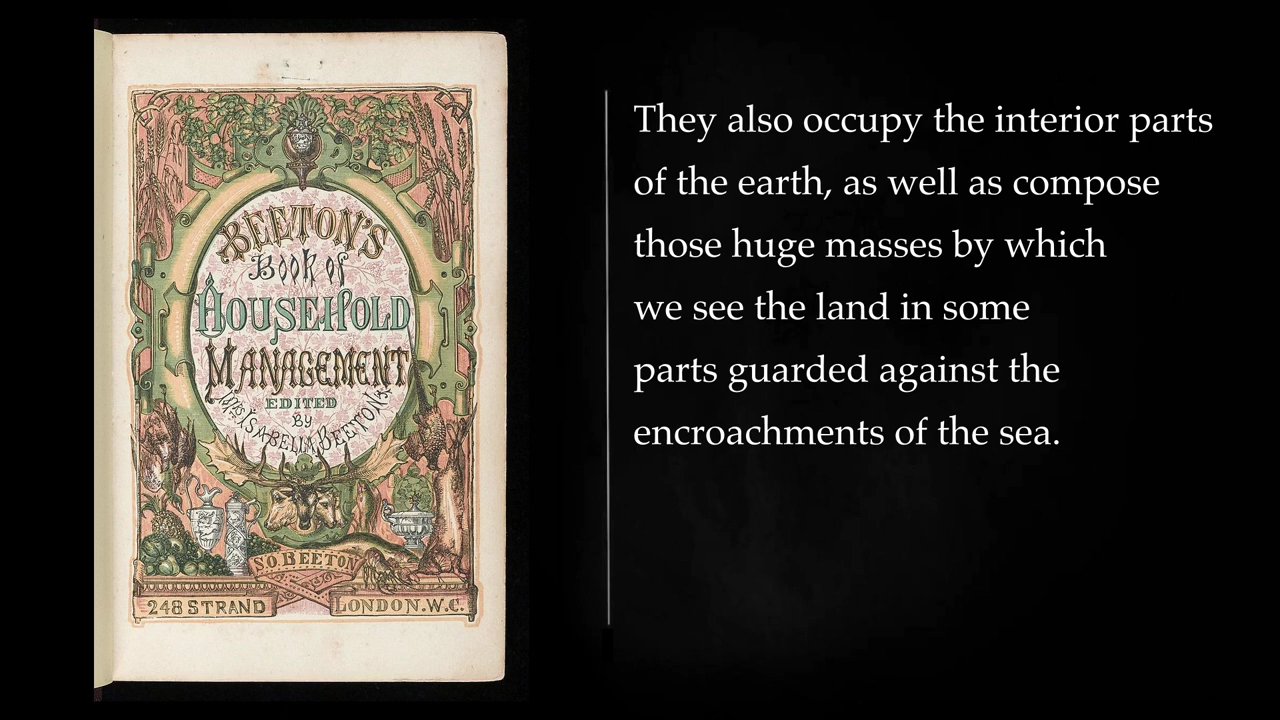 BEETON'S
Book of
HOUSEHOLD
MANAGEMENT
EDITED
By
MRS ISABELLA BEETON
S.O. BEETON
248 STRAND
LONDON. W.C.
They also occupy the interior parts
of the earth, as well as compose
those huge masses by which
we see the land in some
parts guarded against the
encroachments of the sea.